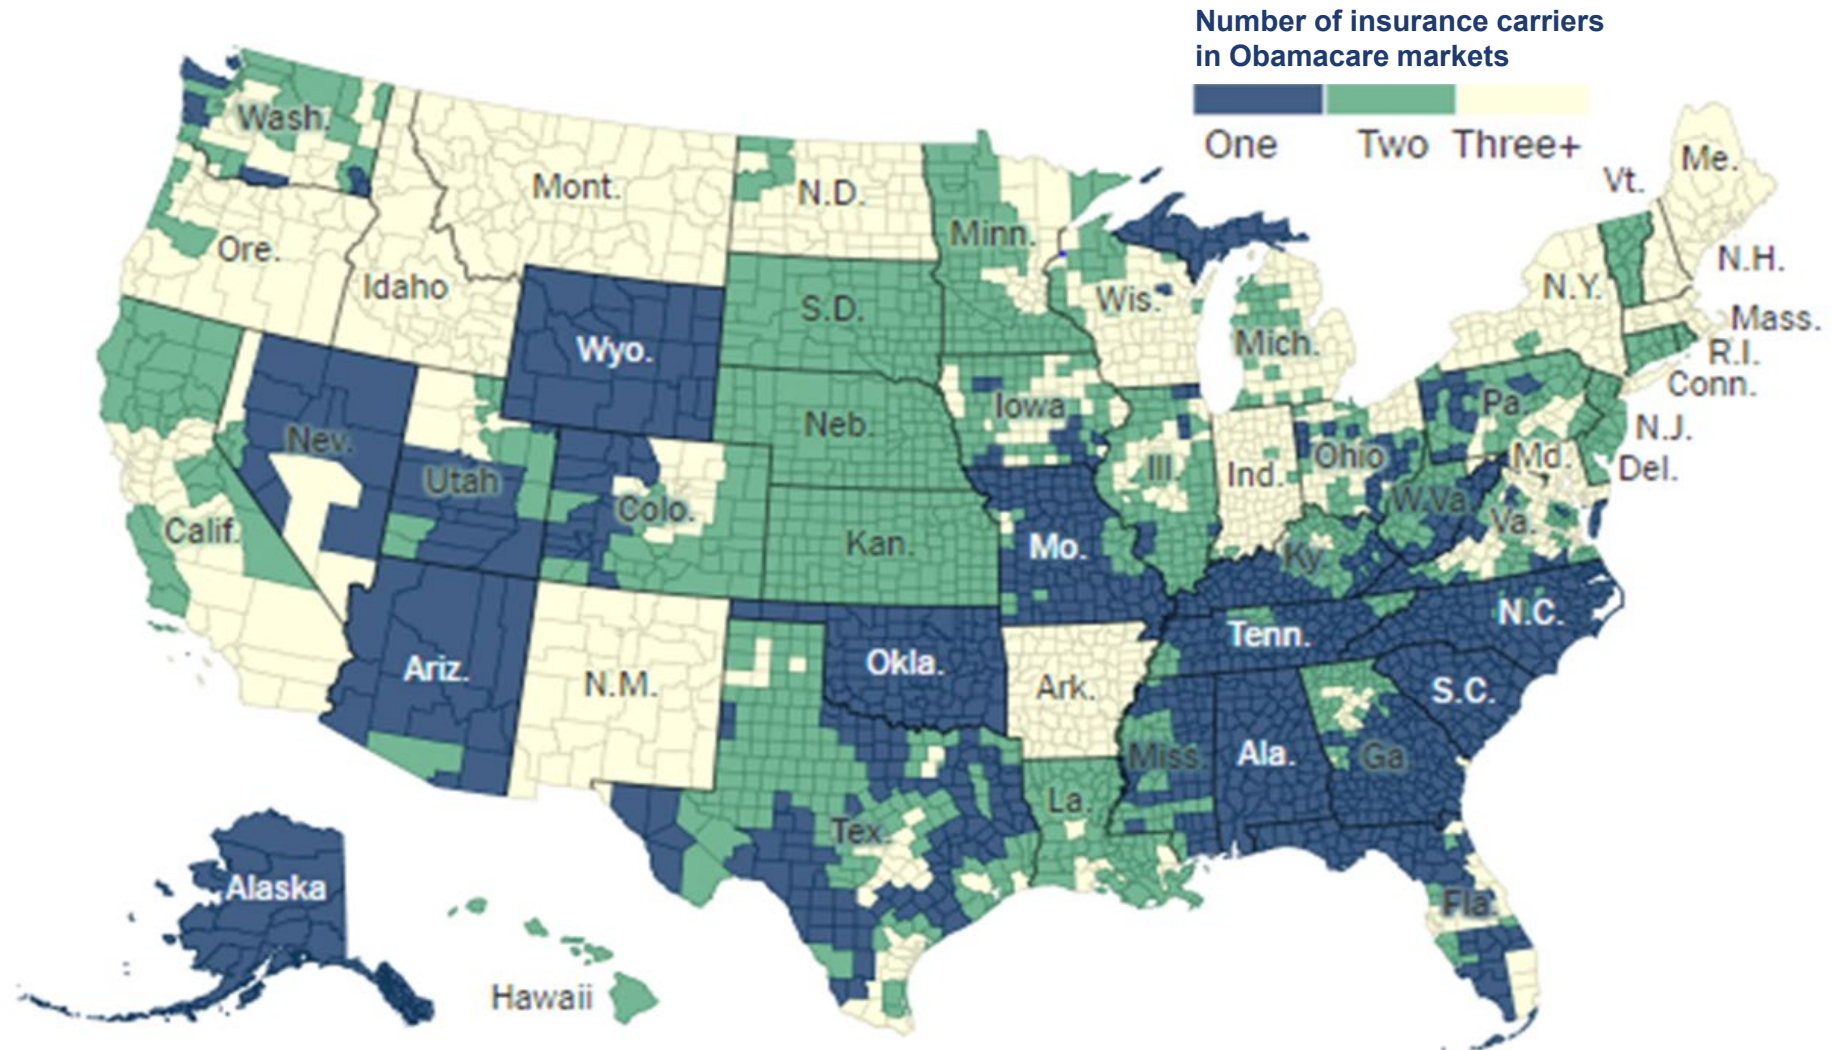 Number of insurance carriers
in Obamacare markets
One Two Three+
Wash.
Mont.
N.D.
Minn.
Ore.
Idaho
Wyo.
S.D.
Wis.
Mich.
Vt.
Me.
N.H.
N.Y.
Mass.
R.I.
Conn.
Nev.
Utah
Colo.
Neb.
Iowa
Ill.
Ind.
Ohio
Pa.
N.J.
Md.
Del.
Calif.
Kan.
Mo.
Ky
W.Va.
Va.
Ariz.
N.M.
Okla.
Ark.
Tenn.
N.C.
S.C.
Tex.
La.
Miss.
Ala.
Ga
Fla.
Alaska
Hawaii